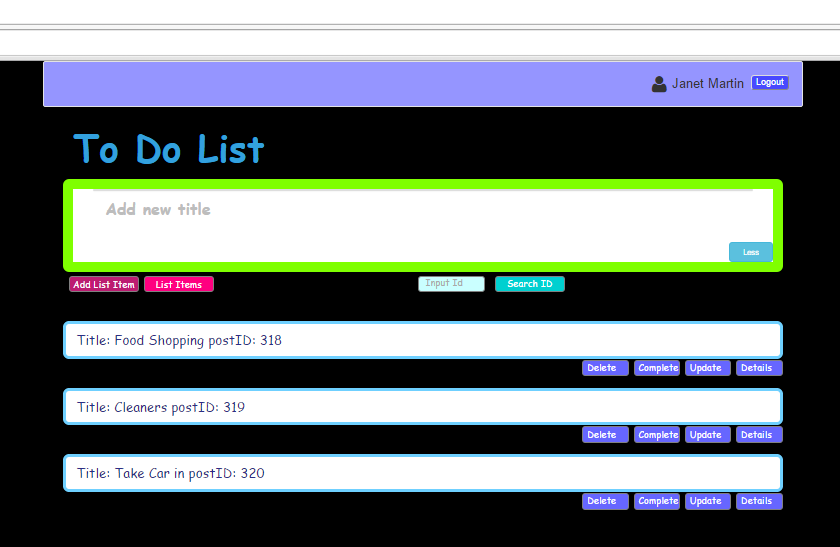 Janet Martin Logout
To Do List
Add new title
Less
Add List Item List Items Input Id Search ID
Title: Food Shopping postID: 318
Delete Complete Update Details
Title: Cleaners postID: 319
Delete Complete Update Details
Title: Take Car in postID: 320
Delete Complete Update Details